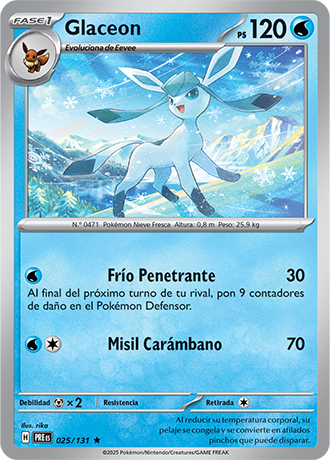 FASE 1
Glaceon
PS 120
Evoluciona de Eevee
N.º 0471 Pokémon Nieve Fresca Altura: 0,8 m Peso: 25,9 kg
Frío Penetrante 30
Al final del próximo turno de tu rival, pon 9 contadores
de daño en el Pokémon Defensor.
Misil Carámbano 70
Debilidad ×2 Resistencia Retirada
Ilus. rika
H PRE ES 025/131 ★
Al reducir su temperatura corporal, su
pelaje se congela y se convierte en afilados
pinchos que puede disparar.
©2025 Pokémon/Nintendo/Creatures/GAME FREAK